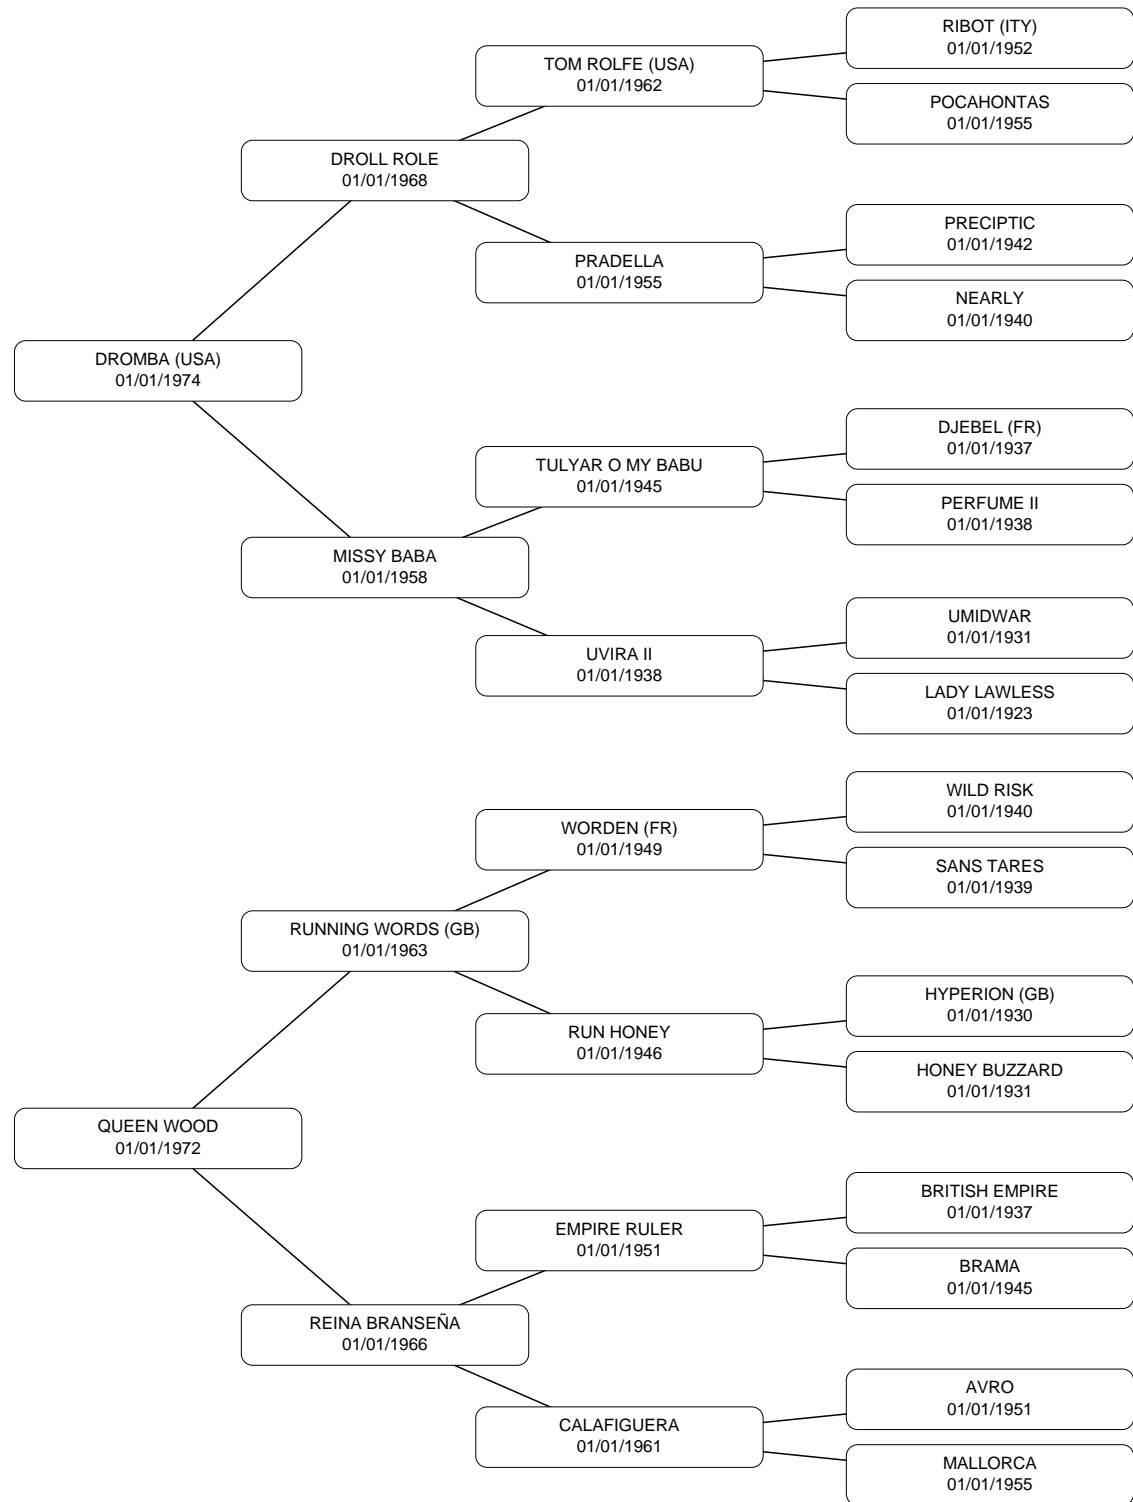 RIBOT (ITY)
01/01/1952
TOM ROLFE (USA)
01/01/1962
POCAHONTAS
01/01/1955
DROLL ROLE
01/01/1968
PRECIPTIC
01/01/1942
PRADELLA
01/01/1955
NEARLY
01/01/1940
DROMBA (USA)
01/01/1974
DJEBEL (FR)
01/01/1937
TULYAR O MY BABU
01/01/1945
PERFUME II
01/01/1938
MISSY BABA
01/01/1958
UMIDWAR
01/01/1931
UVIRA II
01/01/1938
LADY LAWLESS
01/01/1923
WILD RISK
01/01/1940
WORDEN (FR)
01/01/1949
SANS TARES
01/01/1939
RUNNING WORDS (GB)
01/01/1963
HYPERION (GB)
01/01/1930
RUN HONEY
01/01/1946
HONEY BUZZARD
01/01/1931
QUEEN WOOD
01/01/1972
BRITISH EMPIRE
01/01/1937
EMPIRE RULER
01/01/1951
BRAMA
01/01/1945
REINA BRANSEÑA
01/01/1966
AVRO
01/01/1951
CALAFIGUERA
01/01/1961
MALLORCA
01/01/1955